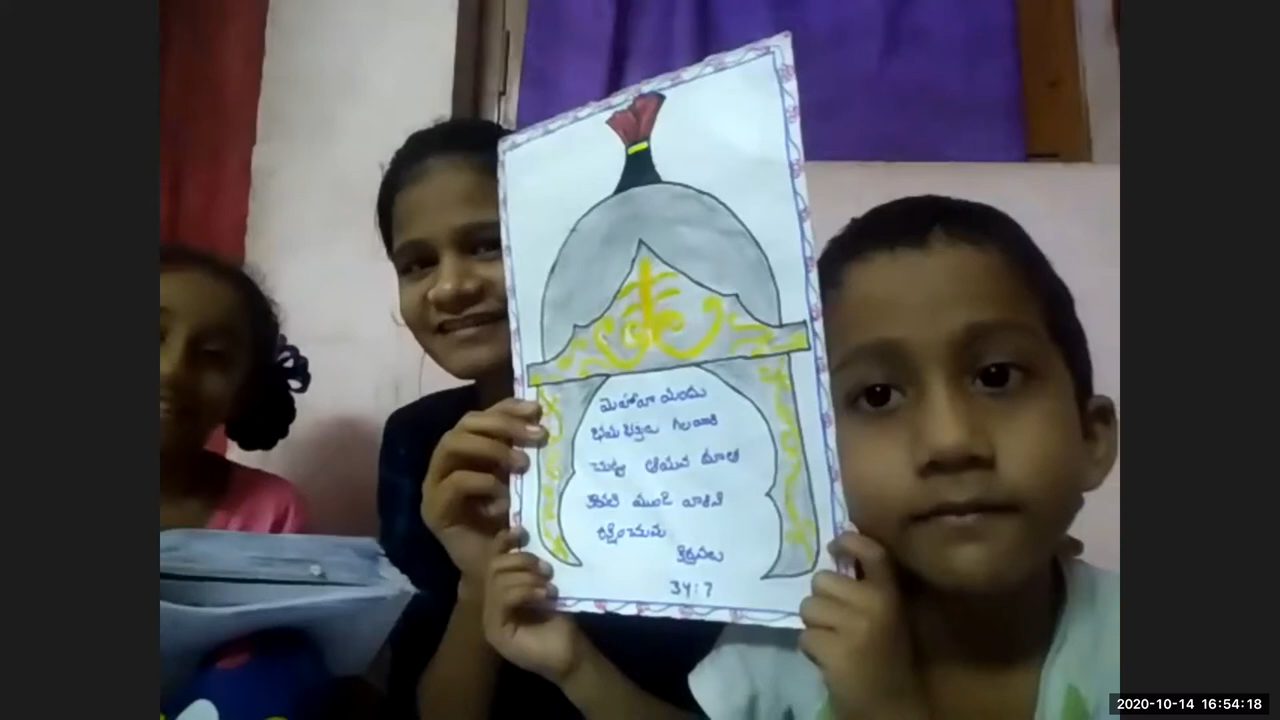 యెహోవా యందు
భయ భక్తులు గలవారి
చుట్టు ఆయన దూత
కావలి యుండి వారిని
రక్షించును
కీర్తనలు
34:7
2020-10-14 16:54:18